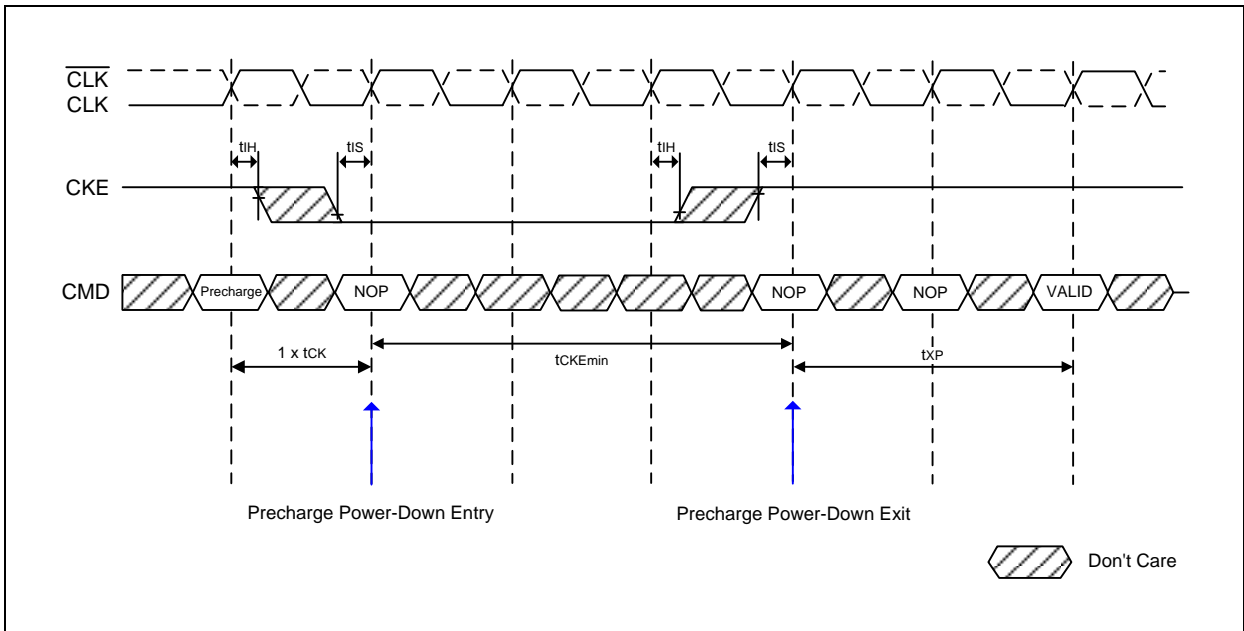 CLK
CLK
tIH
tIS
tIH
tIS
CKE
CMD
Precharge
NOP
NOP
NOP
VALID
1 x tCK
tCKEmin
tXP
Precharge Power-Down Entry
Precharge Power-Down Exit
Don't Care